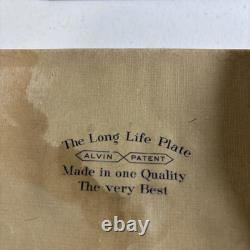 The Long Life Plate
ALVIN PATENT
Made in one Quality
The very Best